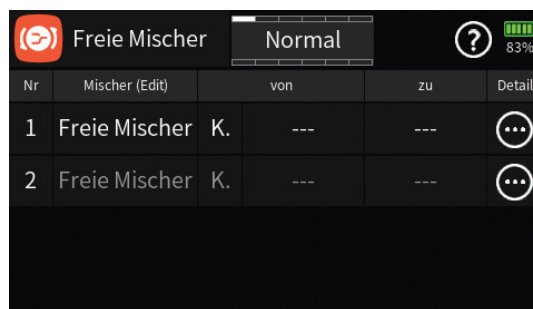 Freie Mischer Normal ? 83%
Nr Mischer (Edit) von zu Detail
1 Freie Mischer K. --- ---
2 Freie Mischer K. --- ---